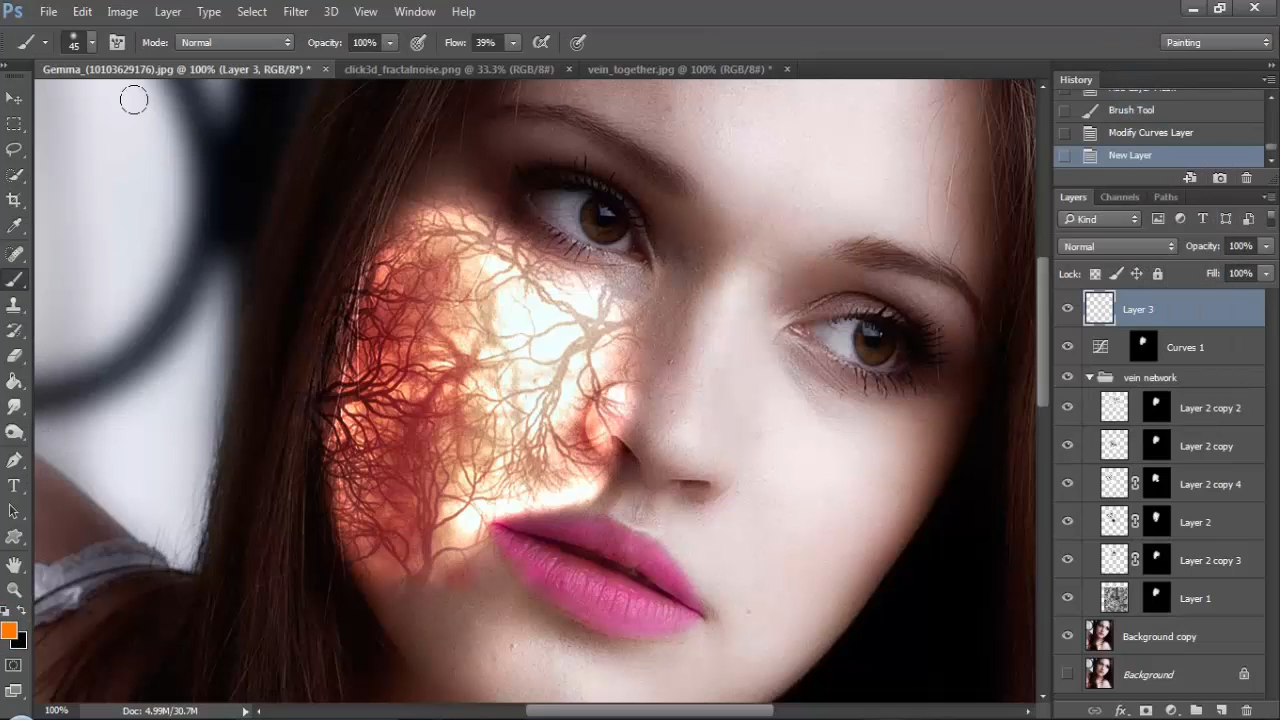 Ps File Edit Image Layer Type Select Filter 3D View Window Help
45 Mode: Normal Opacity: 100% Flow: 39% Painting
Gemma_(10103629176).jpg @ 100% (Layer 3, RGB/8*) * × click3d_fractalnoise.png @ 33.3% (RGB/8#) × vein_together.jpg @ 100% (RGB/8#) * ×
History
Brush Tool
Modify Curves Layer
New Layer
Layers Channels Paths
Kind
Normal Opacity: 100%
Lock: Fill: 100%
Layer 3
Curves 1
vein network
Layer 2 copy 2
Layer 2 copy
Layer 2 copy 4
Layer 2
Layer 2 copy 3
Layer 1
Background copy
Background
100% Doc: 4.99M/30.7M